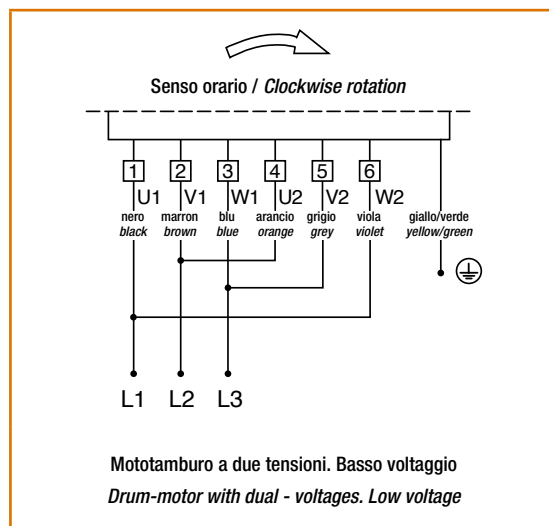 Senso orario / Clockwise rotation
1 2 3 4 5 6
U1 V1 W1 U2 V2 W2
nero marron blu arancio grigio viola giallo/verde
black brown blue orange grey violet yellow/green
L1 L2 L3
Mototamburo a due tensioni. Basso voltaggio
Drum-motor with dual - voltages. Low voltage